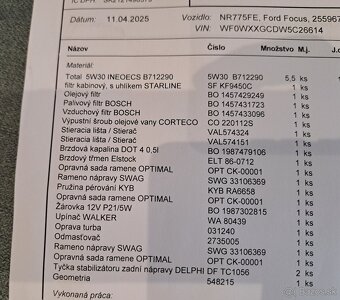 Dátum: 11.04.2025 Vozidlo: NR775FE, Ford Focus,
VIN: WF0WXXGCDW5C26614
Názov Číslo Množstvo M.j.
Materiál:
Total 5W30 INEOECS B712290 5W30 B712290 5,5 ks
filtr kabinový, s uhlíkem STARLINE SF KF9450C 1 ks
Olejový filtr BO 1457429249 1 ks
Palivový filtr BOSCH BO 1457431723 1 ks
Vzduchový filtr BOSCH BO 1457433096 1 ks
Výpustní šroub olejové vany CORTECO CO 220112S 1 ks
Stieracia lišta / Stierač VAL574324 1 ks
Stieracia lišta / Stierač VAL574151 1 ks
Brzdová kapalina DOT 4 0.5l BO 1987479106 1 ks
Brzdový třmen Elstock ELT 86-0712 1 ks
Opravná sada ramene OPTIMAL OPT CK-00001 1 ks
Rameno nápravy SWAG SWG 33106369 1 ks
Pružina pérování KYB KYB RA6658 1 ks
Opravná sada ramene OPTIMAL OPT CK-00001 1 ks
Žárovka 12V P21/5W BO 1987302815 1 ks
Upínač WALKER WA 80439 1 ks
Oprava turba 031240 1 ks
Odmasťovač 2735005 1 ks
Rameno nápravy SWAG SWG 33106369 1 ks
Opravná sada ramene OPTIMAL OPT CK-00001 1 ks
Tyčka stabilizátoru zadní nápravy DELPHI DF TC1056 2 ks
Geometria 548215 1 ks
Vykonaná práca: